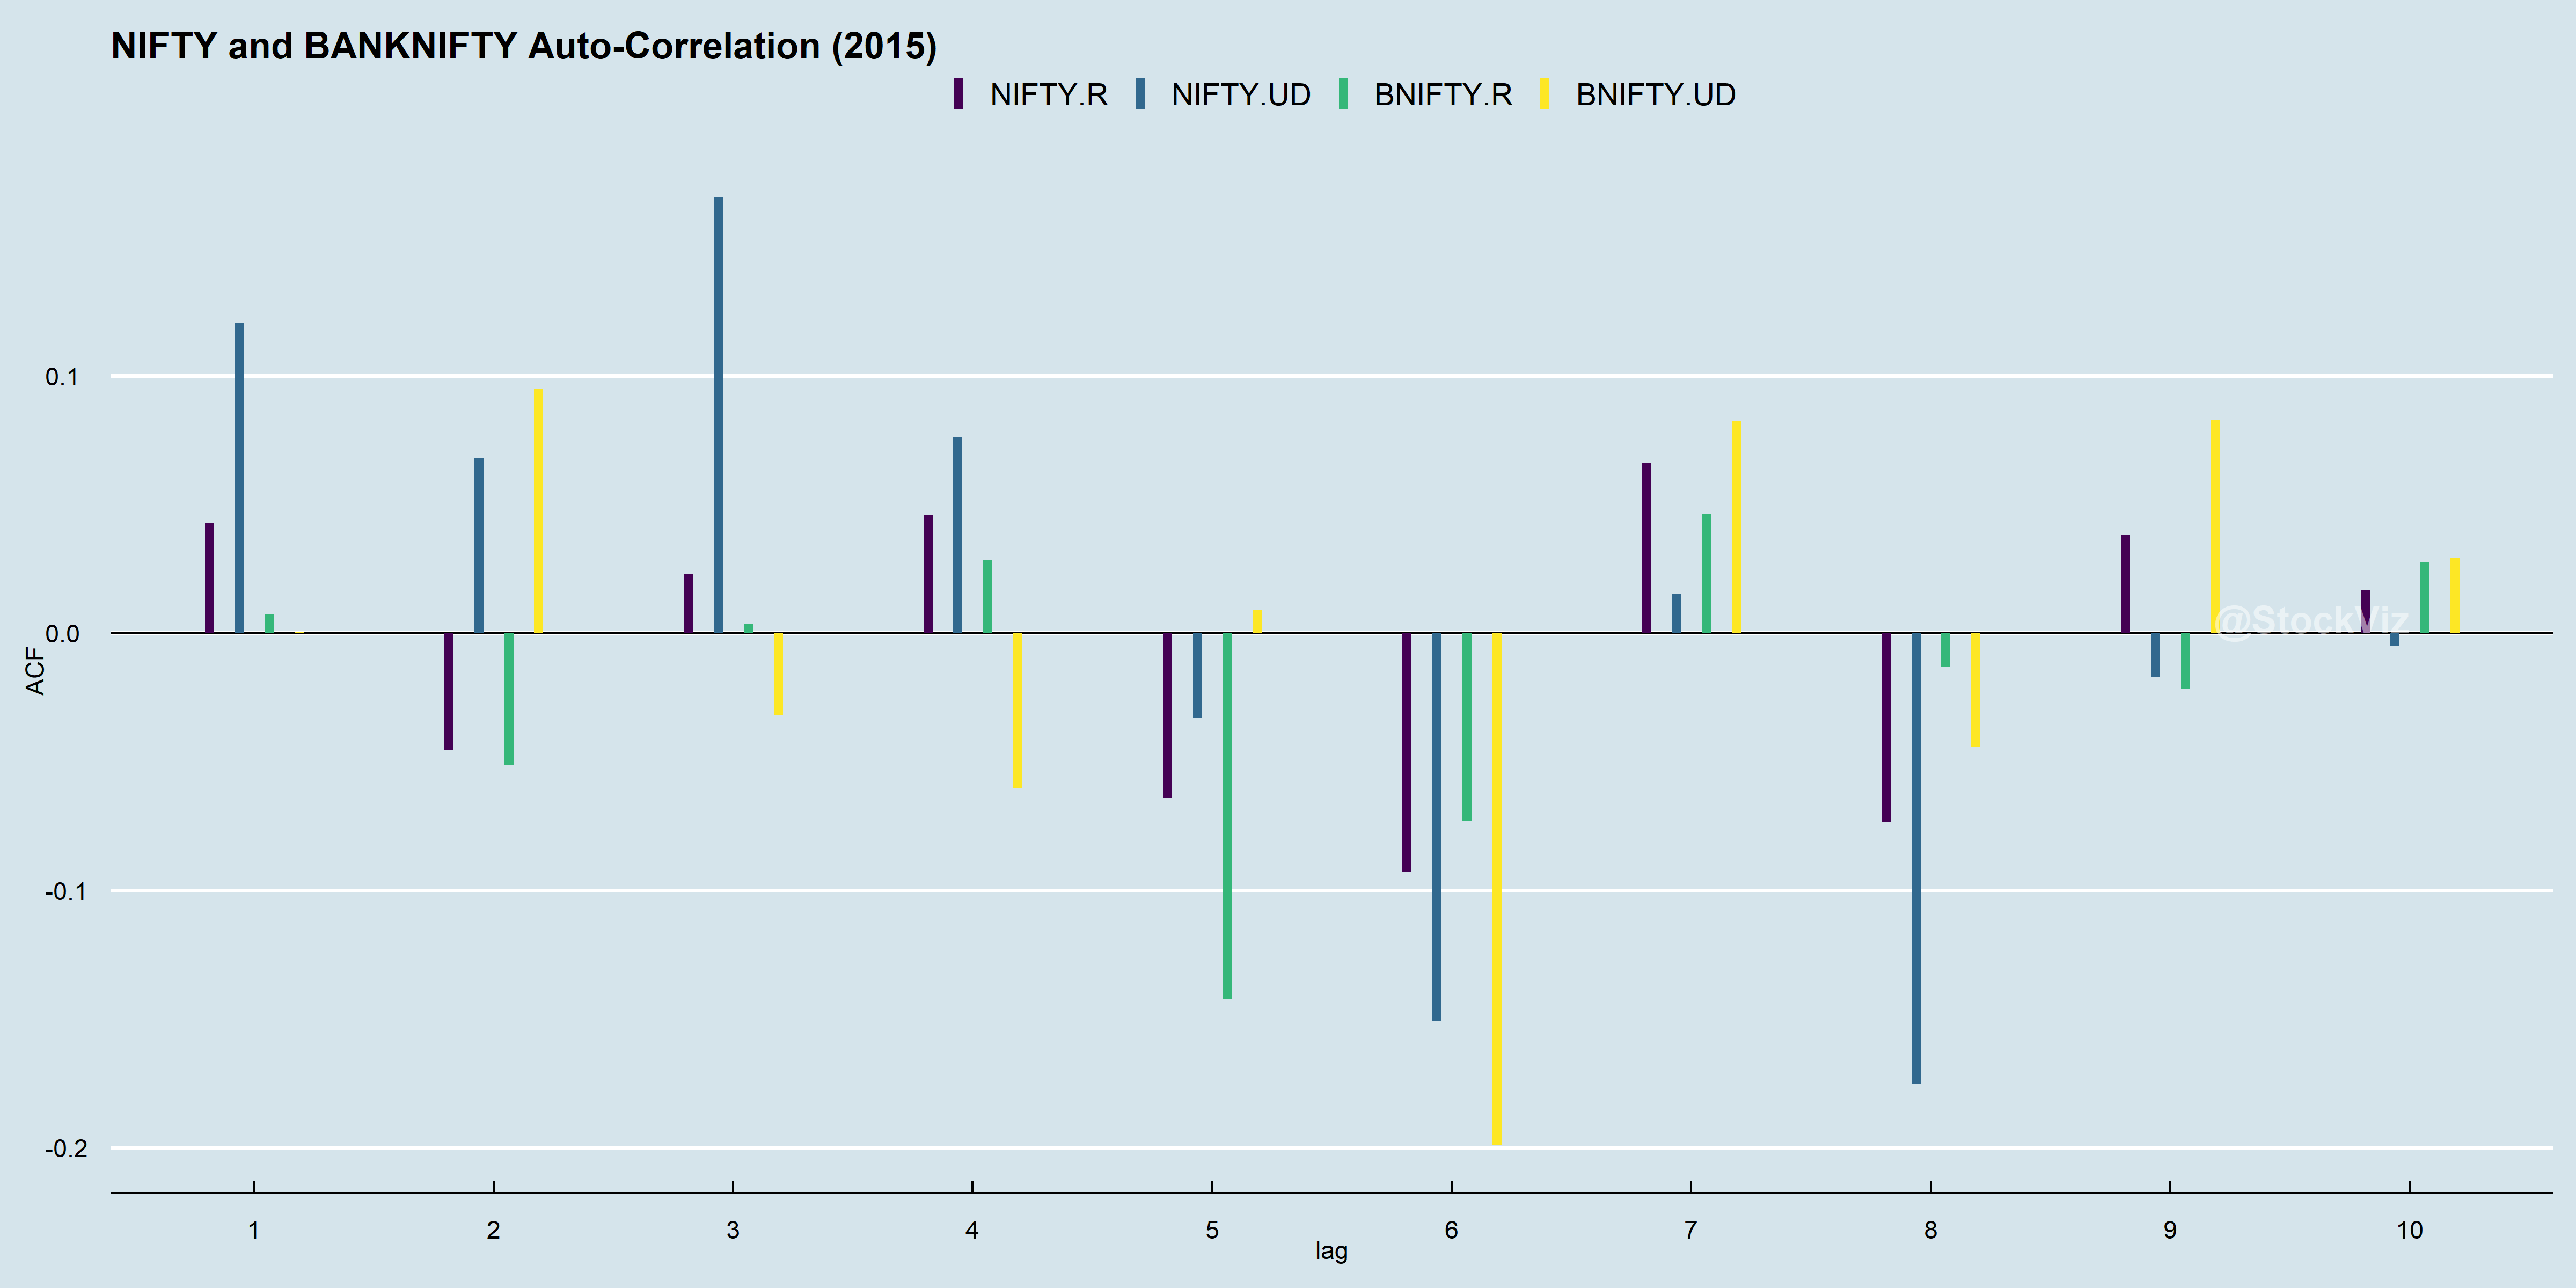 NIFTY and BANKNIFTY Auto-Correlation (2015)
NIFTY.R NIFTY.UD BNIFTY.R BNIFTY.UD
0.1
0.0
-0.1
-0.2
ACF
@StockViz
1 2 3 4 5 6 7 8 9 10
lag